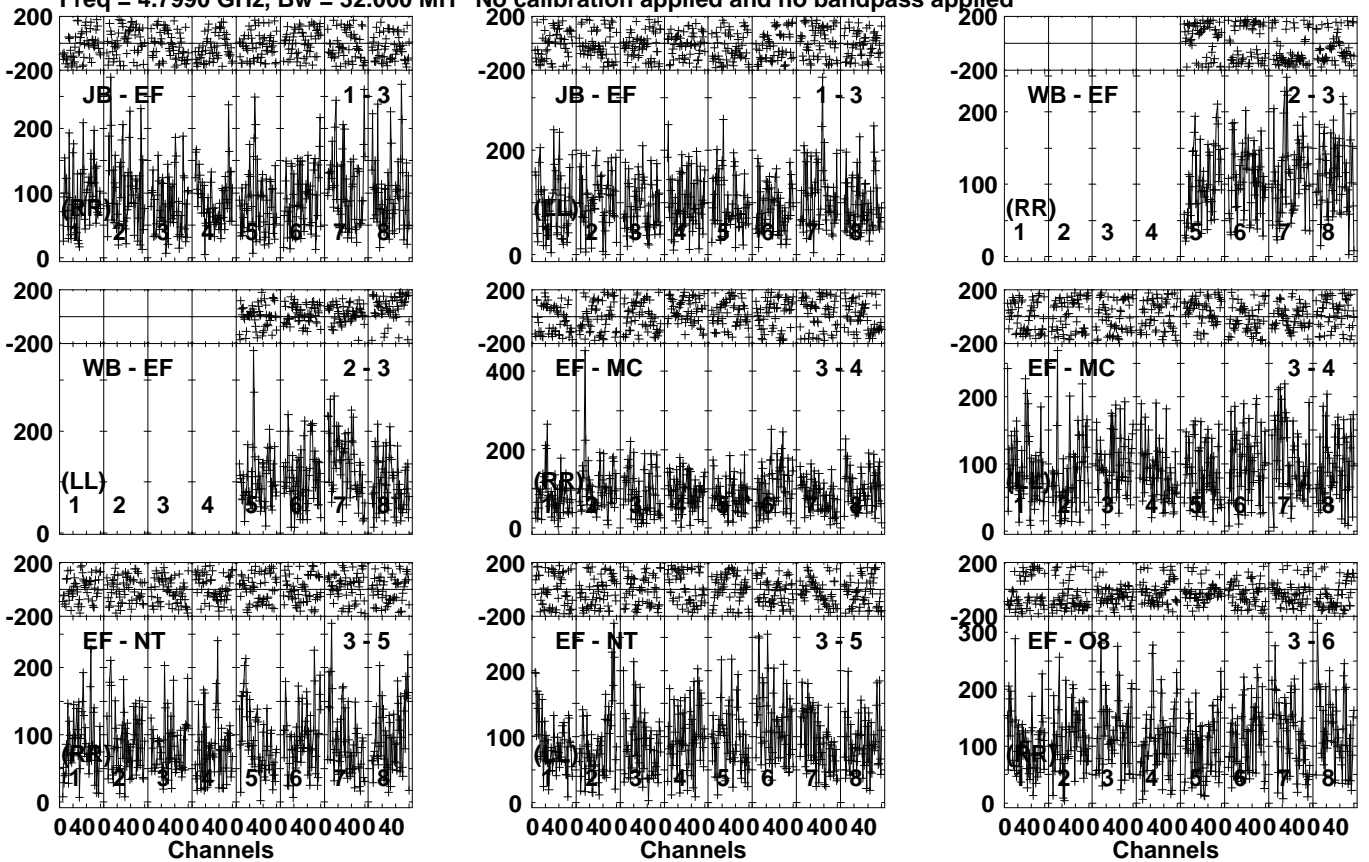 Freq = 4.7990 GHz, Bw = 32.000 MH No calibration applied and no bandpass applied
200 200 200
-200 -200 -200
JB - EF 1 - 3 JB - EF 1 - 3 WB - EF 2 - 3
200 200 200
100 100
(RR) (LL) (RR)
1 2 3 4 5 6 7 8 1 2 3 4 5 6 7 8 1 2 3 4 5 6 7 8
0 0 0
200 200 200
-200 -200 -200
WB - EF 2 - 3 EF - MC 3 - 4 EF - MC 3 - 4
400
200 200 200
100
(LL) (RR) (LL)
1 2 3 4 5 6 7 8 1 2 3 4 5 6 7 8 1 2 3 4 5 6 7 8
0 0 0
200 200 200
-200 -200 -200
300
EF - NT 3 - 5 EF - NT 3 - 5 EF - O8 3 - 6
200 200 200
100 100 100
(RR) (LL) (RR)
1 2 3 4 5 6 7 8 1 2 3 4 5 6 7 8 1 2 3 4 5 6 7 8
0 0 0
0 40 0 40 0 40 0 40 0 40 0 40 0 40 0 40 0 40 0 40 0 40 0 40 0 40 0 40 0 40 0 40 0 40 0 40 0 40 0 40 0 40 0 40 0 40 0 40
Channels Channels Channels